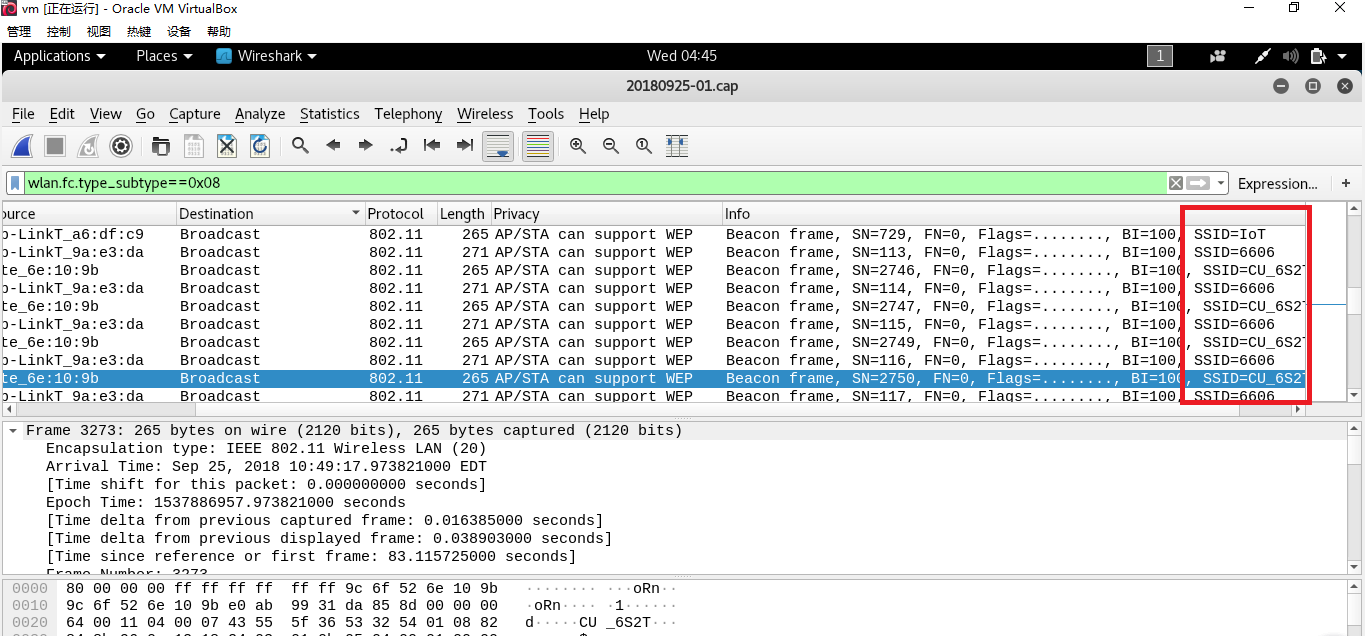 vm [正在运行] - Oracle VM VirtualBox
管理 控制 视图 热键 设备 帮助
Applications Places Wireshark Wed 04:45 1
20180925-01.cap
File Edit View Go Capture Analyze Statistics Telephony Wireless Tools Help
wlan.fc.type_subtype==0x08 Expression... +
ource Destination Protocol Length Privacy Info
p-LinkT_a6:df:c9 Broadcast 802.11 265 AP/STA can support WEP Beacon frame, SN=729, FN=0, Flags=........, BI=100, SSID=IoT
p-LinkT_9a:e3:da Broadcast 802.11 271 AP/STA can support WEP Beacon frame, SN=113, FN=0, Flags=........, BI=100, SSID=6606
te_6e:10:9b Broadcast 802.11 265 AP/STA can support WEP Beacon frame, SN=2746, FN=0, Flags=........, BI=100, SSID=CU_6S2T
p-LinkT_9a:e3:da Broadcast 802.11 271 AP/STA can support WEP Beacon frame, SN=114, FN=0, Flags=........, BI=100, SSID=6606
te_6e:10:9b Broadcast 802.11 265 AP/STA can support WEP Beacon frame, SN=2747, FN=0, Flags=........, BI=100, SSID=CU_6S2T
p-LinkT_9a:e3:da Broadcast 802.11 271 AP/STA can support WEP Beacon frame, SN=115, FN=0, Flags=........, BI=100, SSID=6606
te_6e:10:9b Broadcast 802.11 265 AP/STA can support WEP Beacon frame, SN=2749, FN=0, Flags=........, BI=100, SSID=CU_6S2T
p-LinkT_9a:e3:da Broadcast 802.11 271 AP/STA can support WEP Beacon frame, SN=116, FN=0, Flags=........, BI=100, SSID=6606
te_6e:10:9b Broadcast 802.11 265 AP/STA can support WEP Beacon frame, SN=2750, FN=0, Flags=........, BI=100, SSID=CU_6S2T
p-LinkT_9a:e3:da Broadcast 802.11 271 AP/STA can support WEP Beacon frame, SN=117, FN=0, Flags=........, BI=100, SSID=6606
Frame 3273: 265 bytes on wire (2120 bits), 265 bytes captured (2120 bits)
Encapsulation type: IEEE 802.11 Wireless LAN (20)
Arrival Time: Sep 25, 2018 10:49:17.973821000 EDT
[Time shift for this packet: 0.000000000 seconds]
Epoch Time: 1537886957.973821000 seconds
[Time delta from previous captured frame: 0.016385000 seconds]
[Time delta from previous displayed frame: 0.038903000 seconds]
[Time since reference or first frame: 83.115725000 seconds]
Frame Number: 3273
0000 80 00 00 00 ff ff ff ff ff ff 9c 6f 52 6e 10 9b ········ ···oRn··
0010 9c 6f 52 6e 10 9b e0 ab 99 31 da 85 8d 00 00 00 ·oRn···· ·1······
0020 64 00 11 04 00 07 43 55 5f 36 53 32 54 01 08 82 d·····CU _6S2T···